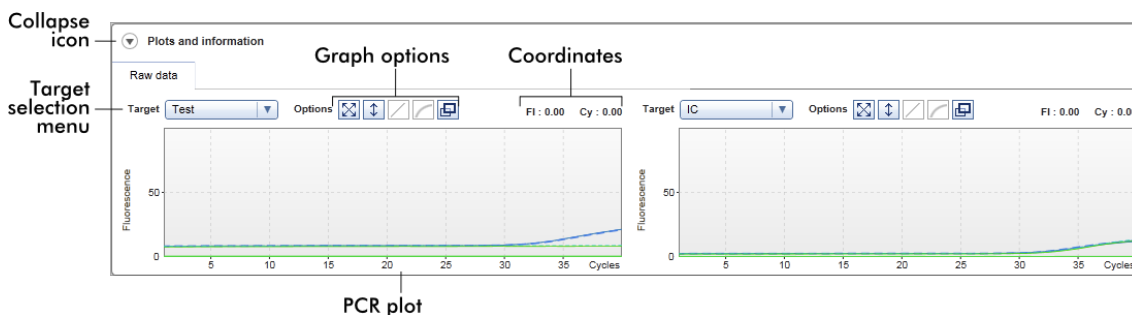 Collapse
icon
Plots and information
Graph options
Coordinates
Raw data
Target
selection
menu
Target Test Options FI : 0.00 Cy : 0.00
Target IC Options FI : 0.00 Cy : 0.00
Fluorescence
50
0
5 10 15 20 25 30 35 Cycles
Fluorescence
50
0
5 10 15 20 25 30 35 Cycles
PCR plot